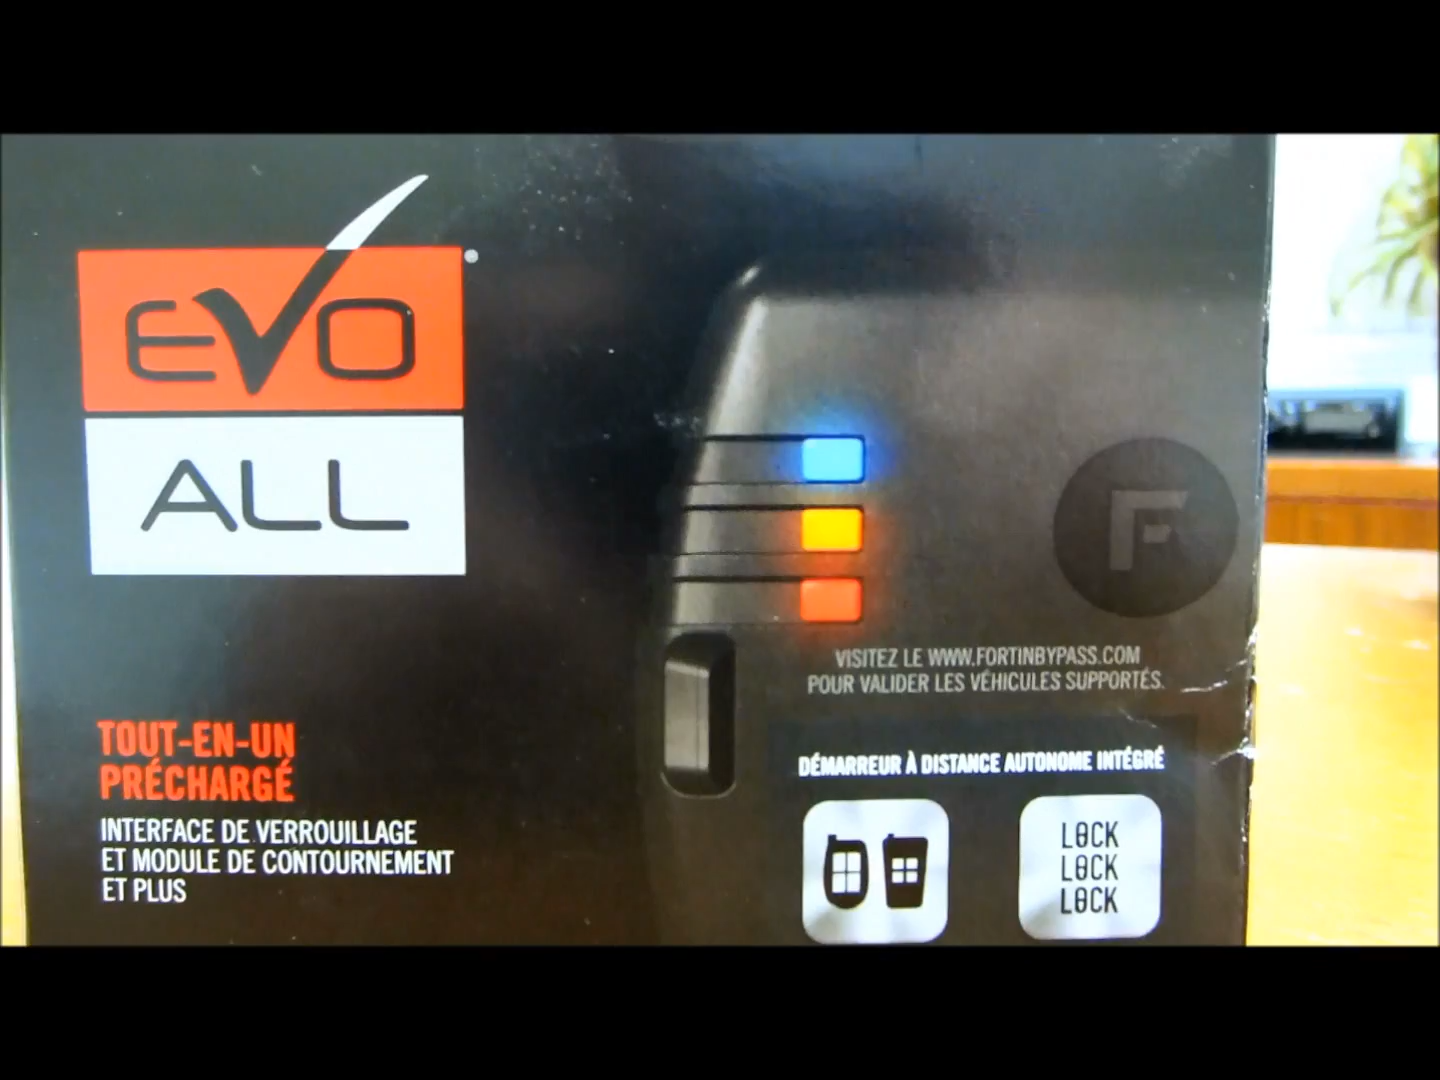 EVO
ALL
F
VISITEZ LE WWW.FORTINBYPASS.COM
POUR VALIDER LES VÉHICULES SUPPORTÉS.
TOUT-EN-UN
PRÉCHARGÉ
INTERFACE DE VERROUILLAGE
ET MODULE DE CONTOURNEMENT
ET PLUS
DÉMARREUR À DISTANCE AUTONOME INTÉGRÉ
LOCK
LOCK
LOCK